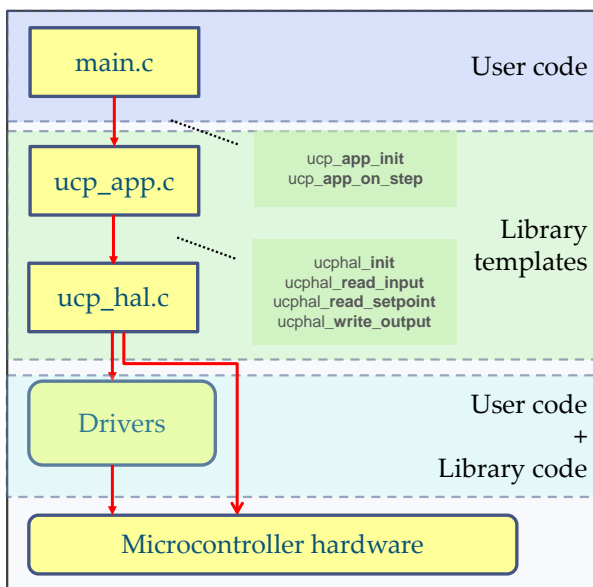 main.c
User code
ucp_app.c
ucp_app_init
ucp_app_on_step
Library
templates
ucp_hal.c
ucphal_init
ucphal_read_input
ucphal_read_setpoint
ucphal_write_output
Drivers
User code
+
Library code
Microcontroller hardware